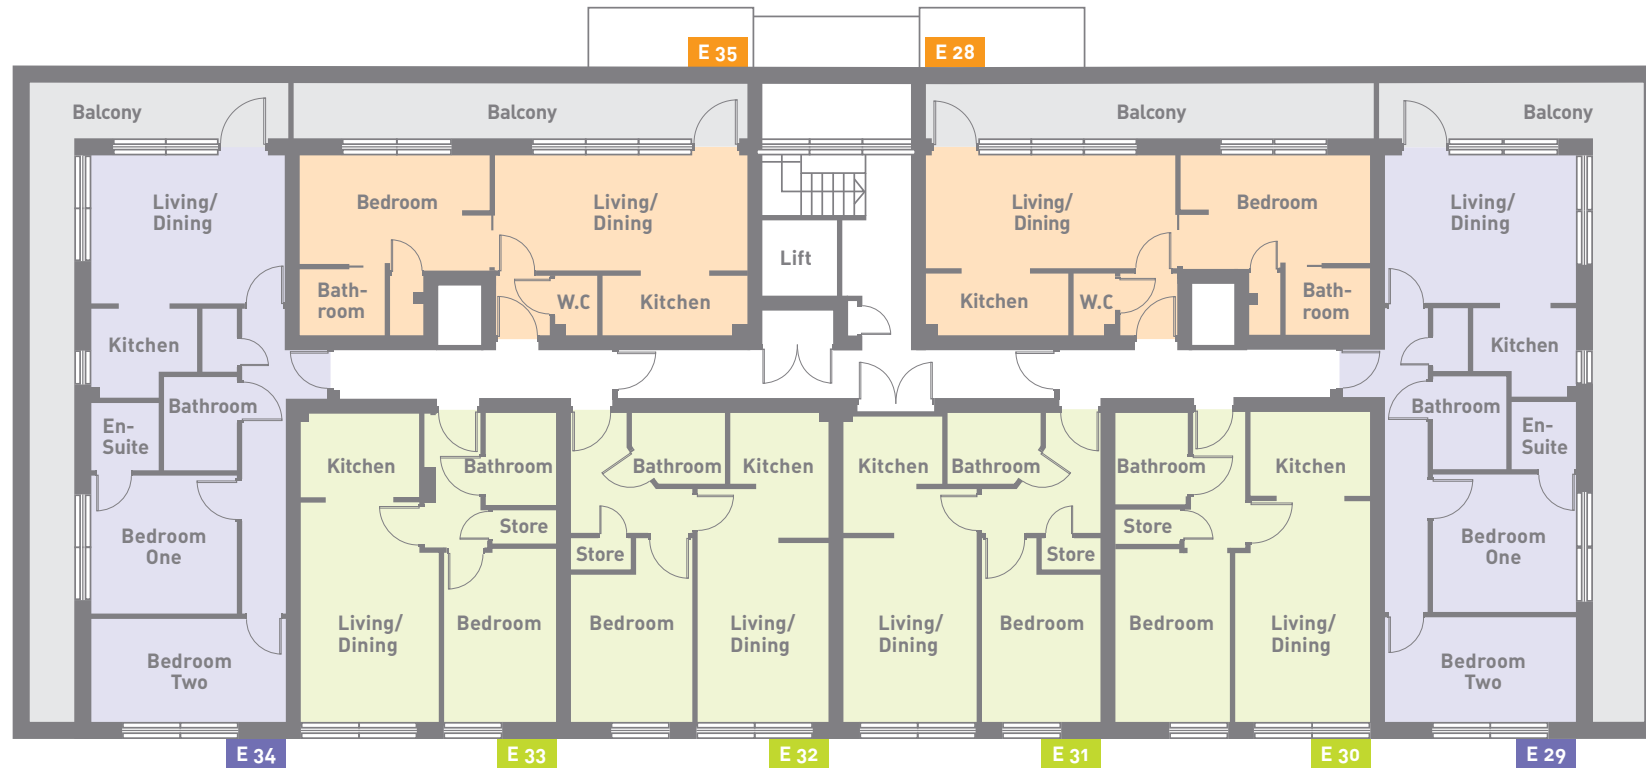 E 35
E 28
Balcony
Balcony
Balcony
Balcony
Living/
Dining
Bedroom
Living/
Dining
Living/
Dining
Bedroom
Living/
Dining
Lift
Bath-
room
W.C
Kitchen
Kitchen
W.C
Bath-
room
Kitchen
Kitchen
Bathroom
Bathroom
En-
Suite
En-
Suite
Kitchen
Bathroom
Bathroom
Kitchen
Kitchen
Bathroom
Bathroom
Kitchen
Store
Store
Store
Store
Bedroom
One
Bedroom
One
Living/
Dining
Bedroom
Bedroom
Living/
Dining
Living/
Dining
Bedroom
Bedroom
Living/
Dining
Bedroom
Two
Bedroom
Two
E 34
E 33
E 32
E 31
E 30
E 29